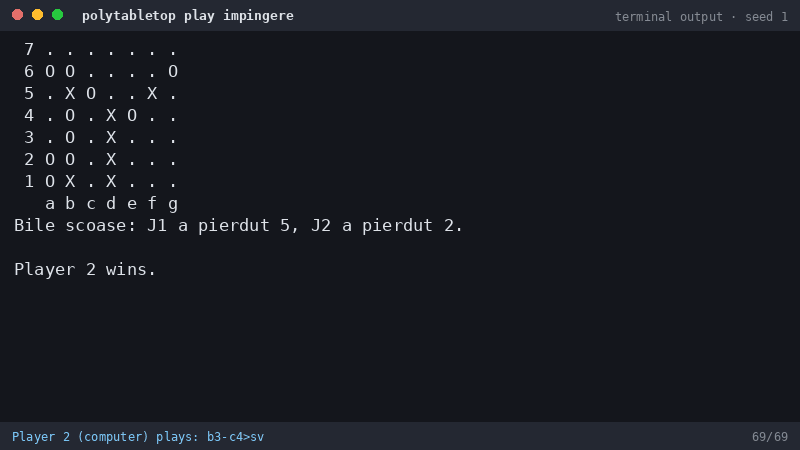 polytabletop play impingere
terminal output · seed 1
7 . . . . . . .
6 O O . . . . O
5 . X O . . X .
4 . O . X O . .
3 . O . X . . .
2 O O . X . . .
1 O X . X . . .
a b c d e f g
Bile scoase: J1 a pierdut 5, J2 a pierdut 2.
Player 2 wins.
Player 2 (computer) plays: b3-c4>sv
69/69